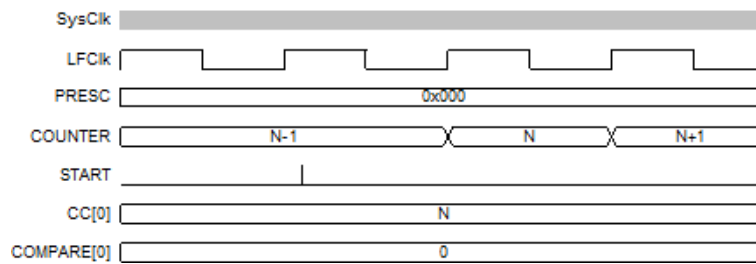 SysClk
LFClk
PRESC 0x000
COUNTER N-1 N N+1
START
CC[0] N
COMPARE[0] 0